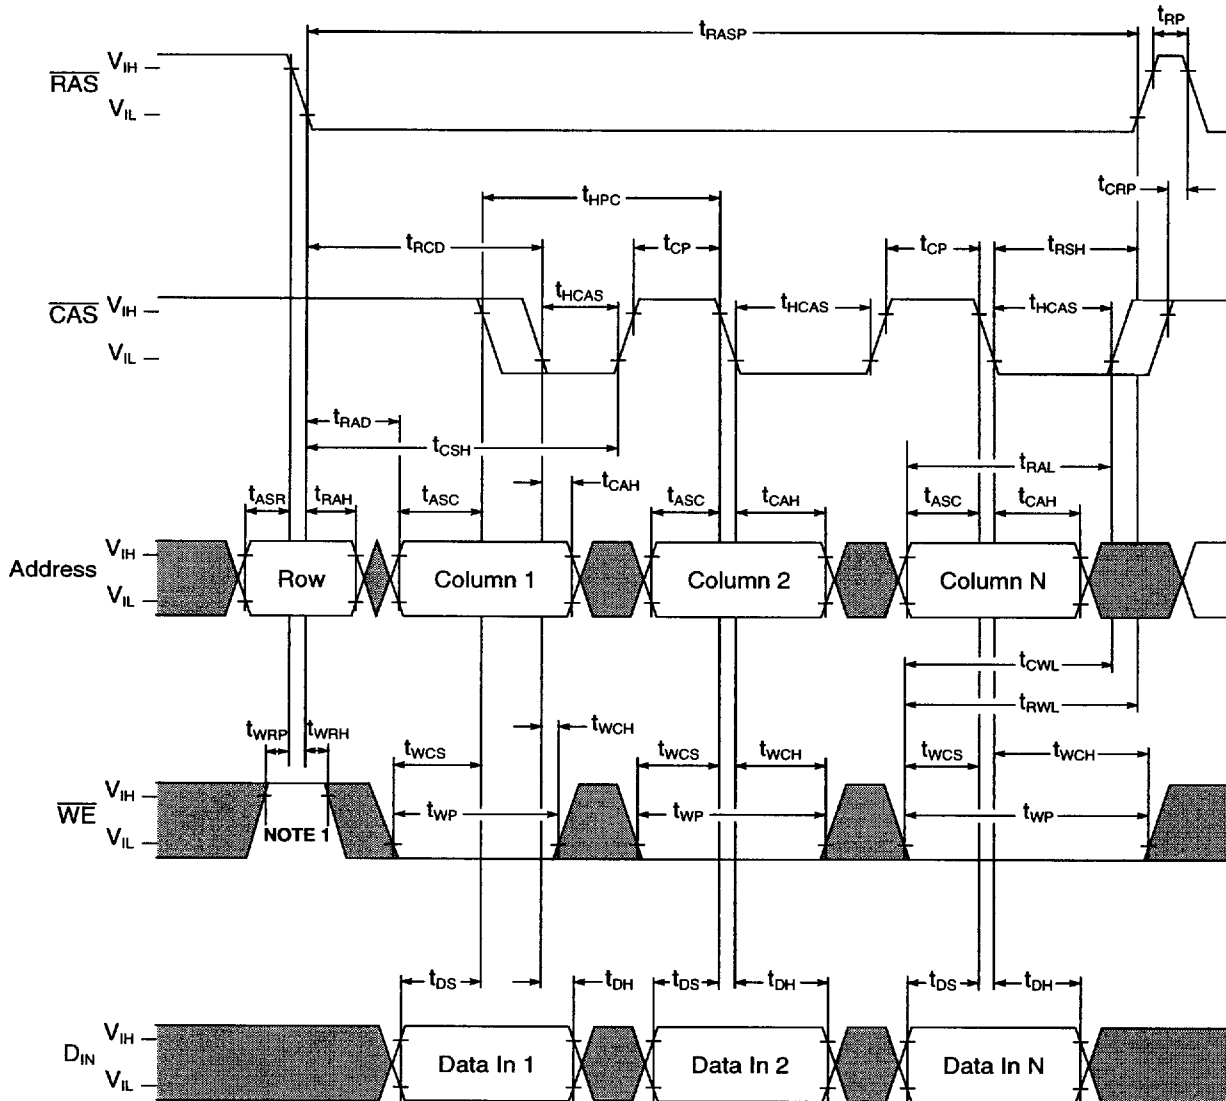 tRASP tRP
RAS VIH
VIL
tHPC tCRP
tRCD tCP tCP tRSH
CAS VIH tHCAS tHCAS tHCAS
VIL
tRAD
tCSH tRAL
tASR tRAH tASC tCAH tASC tCAH tASC tCAH
Address VIH Row Column 1 Column 2 Column N
VIL
tCWL
tRWL
tWRP tWRH tWCH
tWCS tWCS tWCH tWCS tWCH
WE VIH tWP tWP tWP
VIL NOTE 1
tDS tDH tDS tDH tDS tDH
DIN VIH Data In 1 Data In 2 Data In N
VIL